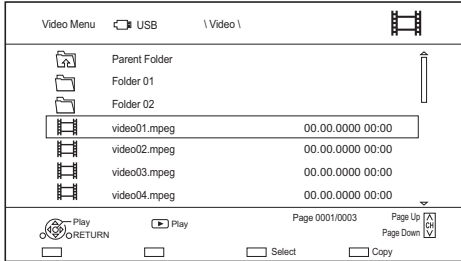 Video Menu USB \ Video \
Parent Folder
Folder 01
Folder 02
video01.mpeg 00.00.0000 00:00
video02.mpeg 00.00.0000 00:00
video03.mpeg 00.00.0000 00:00
video04.mpeg 00.00.0000 00:00
Play Play Page 0001/0003 Page Up
RETURN Page Down CH
Select Copy